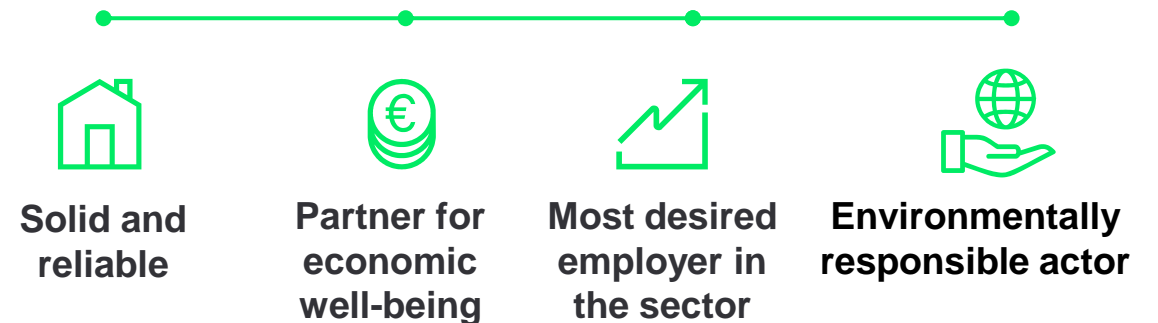 €
Solid and
reliable
Partner for
economic
well-being
Most desired
employer in
the sector
Environmentally
responsible actor